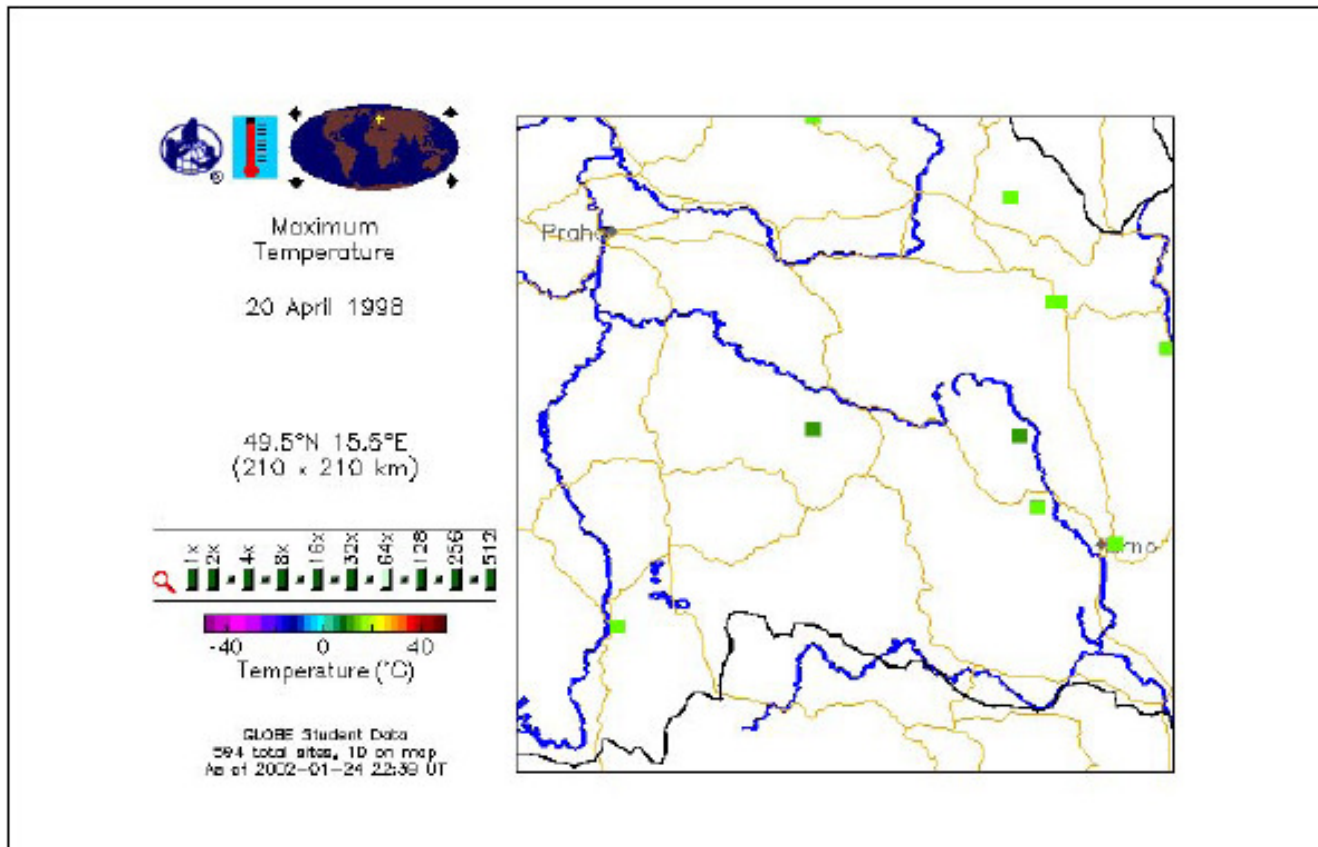 ®
Maximum
Temperature
20 April 1998
49.5°N 15.5°E
(210 x 210 km)
1x 2x 4x 8x 16x 32x 64x 128 256 512
-40 0 40
Temperature (°C)
GLOBE Student Data
594 total sites, 10 on map
As of 2002-01-24 22:39 UT
Praha
Brno